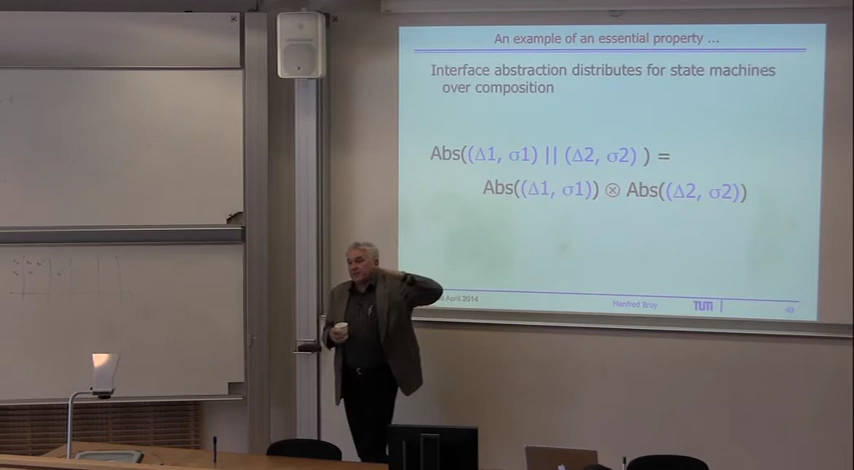 An example of an essential property ...
Interface abstraction distributes for state machines
over composition
Abs((Δ1, σ1) || (Δ2, σ2) ) =
Abs((Δ1, σ1)) ⊗ Abs((Δ2, σ2))
April 2014
Manfred Broy
TUM